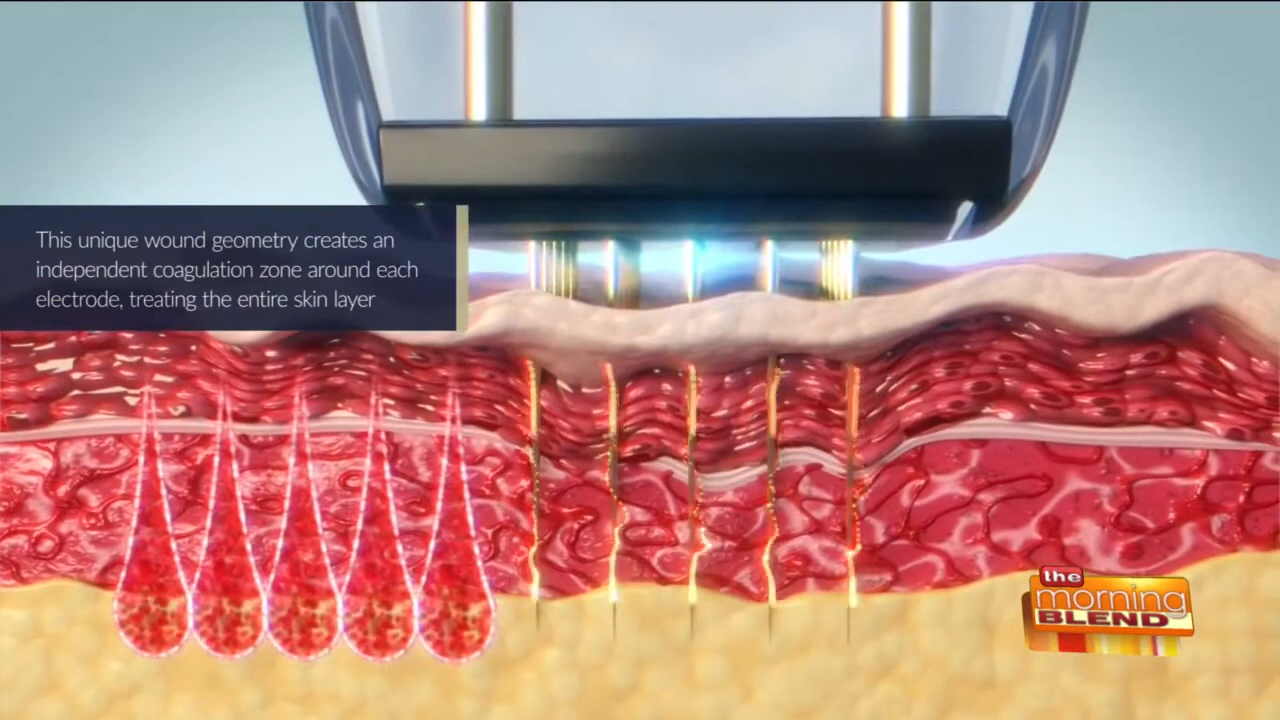 This unique wound geometry creates an
independent coagulation zone around each
electrode, treating the entire skin layer
the
morning
BLEND